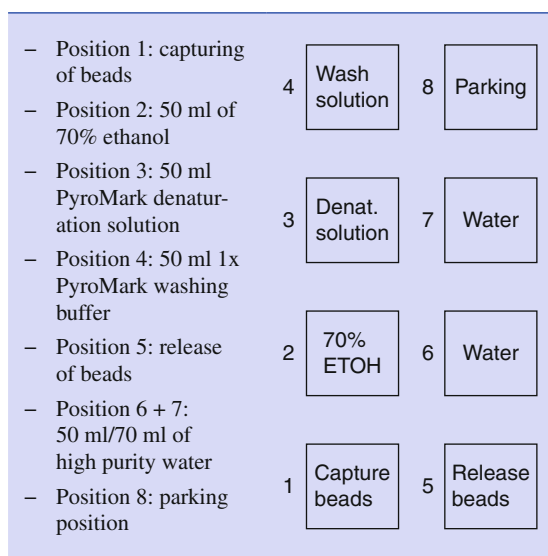 – Position 1: capturing
of beads
– Position 2: 50 ml of
70% ethanol
– Position 3: 50 ml
PyroMark denatur-
ation solution
– Position 4: 50 ml 1x
PyroMark washing
buffer
– Position 5: release
of beads
– Position 6 + 7:
50 ml/70 ml of
high purity water
– Position 8: parking
position
4
Wash
solution
8
Parking
3
Denat.
solution
7
Water
2
70%
ETOH
6
Water
1
Capture
beads
5
Release
beads